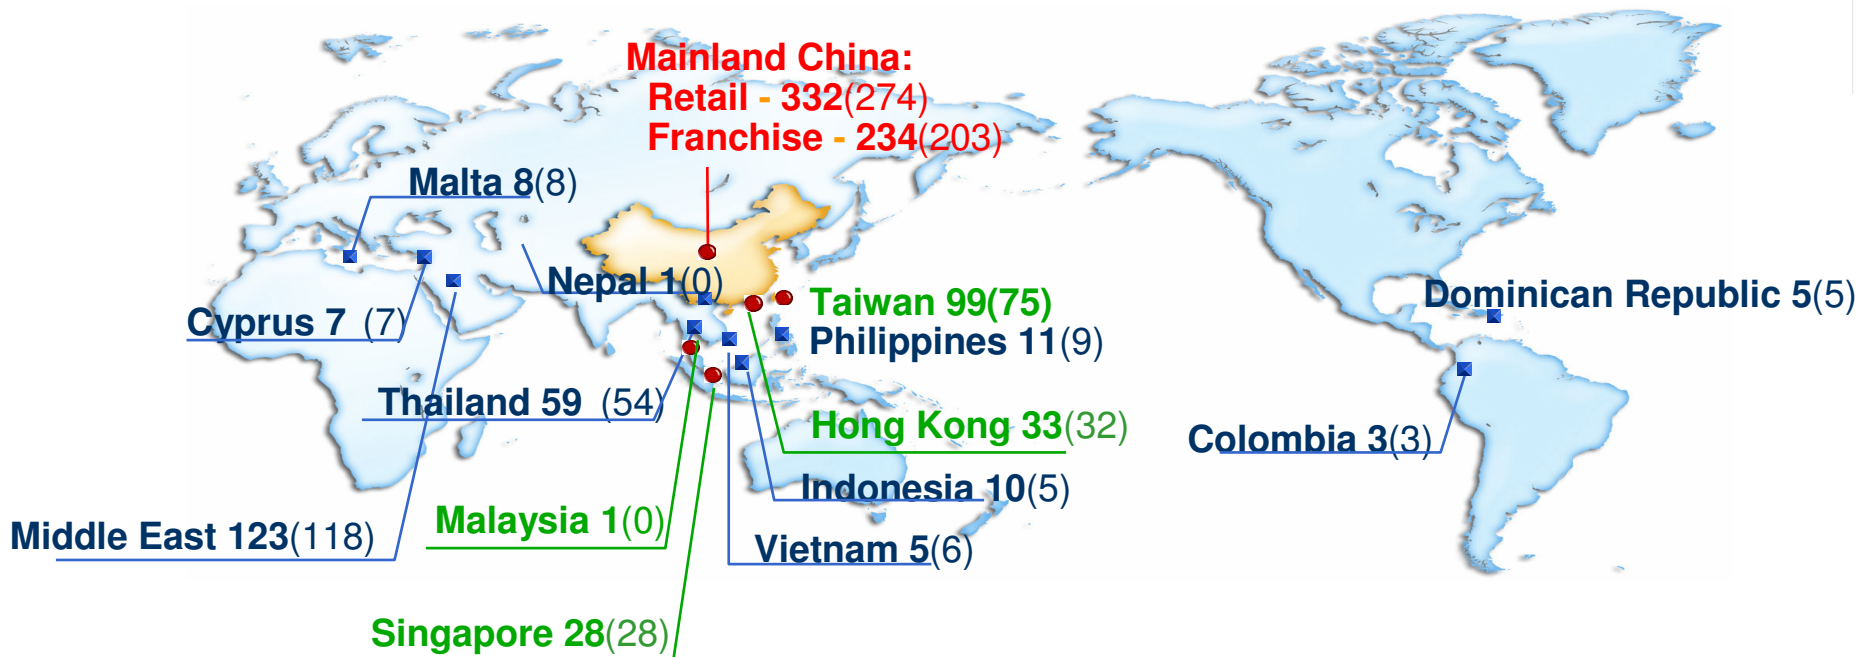 Mainland China:
Retail - 332(274)
Franchise - 234(203)
Malta 8(8)
Nepal 1(0)
Dominican Republic 5(5)
Taiwan 99(75)
Cyprus 7 (7)
Philippines 11(9)
Thailand 59 (54)
Hong Kong 33(32)
Colombia 3(3)
Indonesia 10(5)
Malaysia 1(0)
Middle East 123(118)
Vietnam 5(6)
Singapore 28(28)